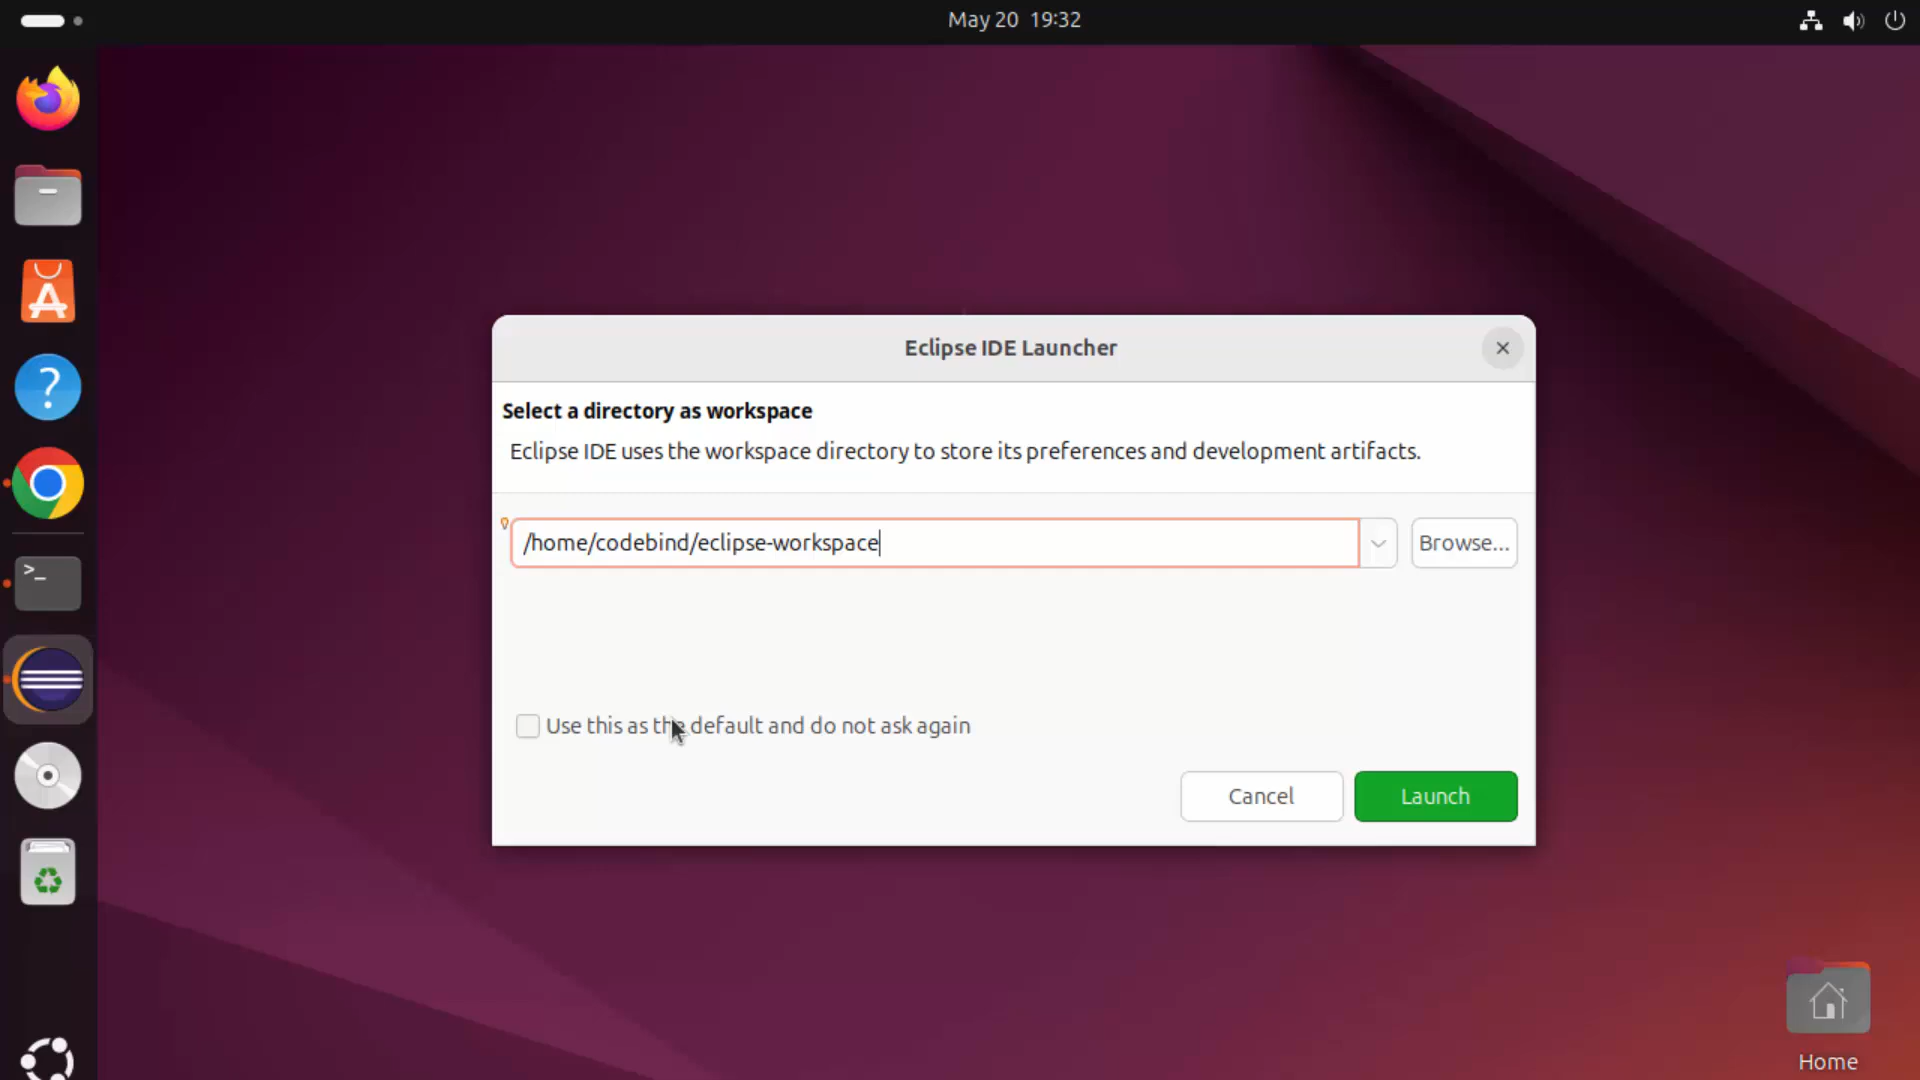 May 20 19:32
Eclipse IDE Launcher
Select a directory as workspace
Eclipse IDE uses the workspace directory to store its preferences and development artifacts.
/home/codebind/eclipse-workspace
Browse...
Use this as the default and do not ask again
Cancel
Launch
Home